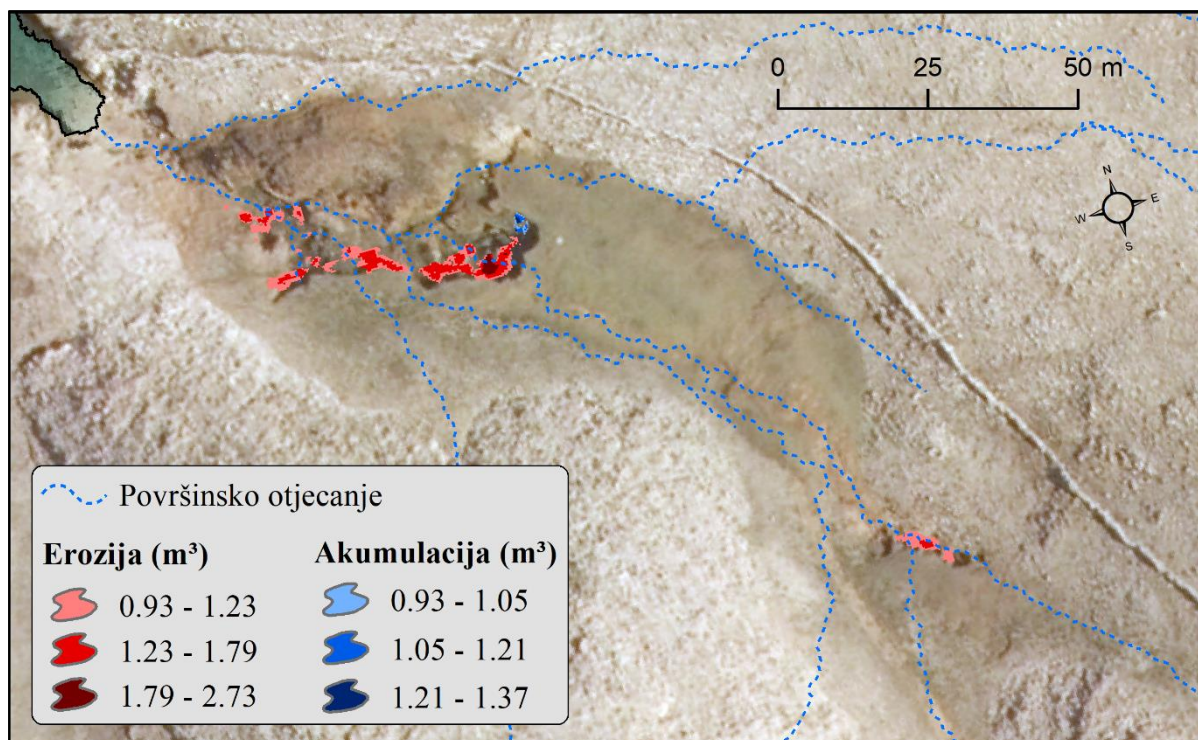 0 25 50 m
N
W E
S
Površinsko otjecanje
Erozija (m³) Akumulacija (m³)
0.93 - 1.23 0.93 - 1.05
1.23 - 1.79 1.05 - 1.21
1.79 - 2.73 1.21 - 1.37